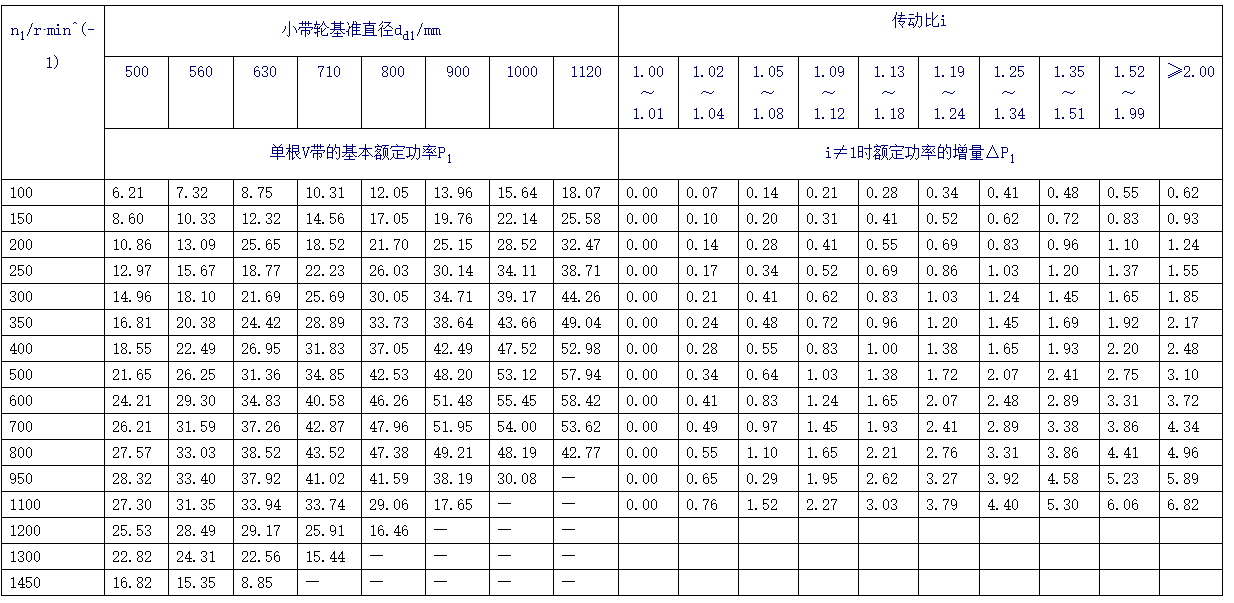 n1/r·min^(-1) 小带轮基准直径dd1/mm 传动比i
500 560 630 710 800 900 1000 1120 1.00～1.01 1.02～1.04 1.05～1.08 1.09～1.12 1.13～1.18 1.19～1.24 1.25～1.34 1.35～1.51 1.52～1.99 ≥2.00
单根V带的基本额定功率P1 i≠1时额定功率的增量△P1
100 6.21 7.32 8.75 10.31 12.05 13.96 15.64 18.07 0.00 0.07 0.14 0.21 0.28 0.34 0.41 0.48 0.55 0.62
150 8.60 10.33 12.32 14.56 17.05 19.76 22.14 25.58 0.00 0.10 0.20 0.31 0.41 0.52 0.62 0.72 0.83 0.93
200 10.86 13.09 25.65 18.52 21.70 25.15 28.52 32.47 0.00 0.14 0.28 0.41 0.55 0.69 0.83 0.96 1.10 1.24
250 12.97 15.67 18.77 22.23 26.03 30.14 34.11 38.71 0.00 0.17 0.34 0.52 0.69 0.86 1.03 1.20 1.37 1.55
300 14.96 18.10 21.69 25.69 30.05 34.71 39.17 44.26 0.00 0.21 0.41 0.62 0.83 1.03 1.24 1.45 1.65 1.85
350 16.81 20.38 24.42 28.89 33.73 38.64 43.66 49.04 0.00 0.24 0.48 0.72 0.96 1.20 1.45 1.69 1.92 2.17
400 18.55 22.49 26.95 31.83 37.05 42.49 47.52 52.98 0.00 0.28 0.55 0.83 1.00 1.38 1.65 1.93 2.20 2.48
500 21.65 26.25 31.36 34.85 42.53 48.20 53.12 57.94 0.00 0.34 0.64 1.03 1.38 1.72 2.07 2.41 2.75 3.10
600 24.21 29.30 34.83 40.58 46.26 51.48 55.45 58.42 0.00 0.41 0.83 1.24 1.65 2.07 2.48 2.89 3.31 3.72
700 26.21 31.59 37.26 42.87 47.96 51.95 54.00 53.62 0.00 0.49 0.97 1.45 1.93 2.41 2.89 3.38 3.86 4.34
800 27.57 33.03 38.52 43.52 47.38 49.21 48.19 42.77 0.00 0.55 1.10 1.65 2.21 2.76 3.31 3.86 4.41 4.96
950 28.32 33.40 37.92 41.02 41.59 38.19 30.08 — 0.00 0.65 0.29 1.95 2.62 3.27 3.92 4.58 5.23 5.89
1100 27.30 31.35 33.94 33.74 29.06 17.65 — — 0.00 0.76 1.52 2.27 3.03 3.79 4.40 5.30 6.06 6.82
1200 25.53 28.49 29.17 25.91 16.46 — — —
1300 22.82 24.31 22.56 15.44 — — — —
1450 16.82 15.35 8.85 — — — — —